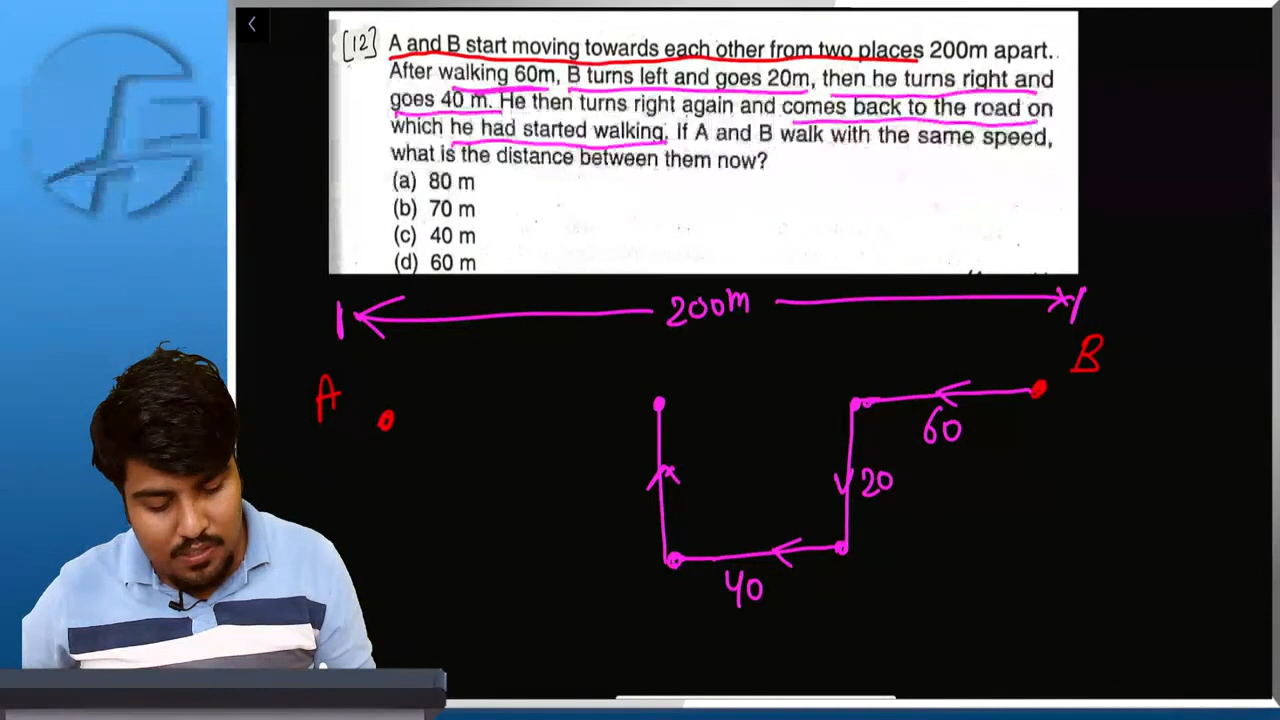 [12] A and B start moving towards each other from two places 200m apart.
After walking 60m, B turns left and goes 20m, then he turns right and
goes 40 m. He then turns right again and comes back to the road on
which he had started walking. If A and B walk with the same speed,
what is the distance between them now?
(a) 80 m
(b) 70 m
(c) 40 m
(d) 60 m
200m
A
B
60
20
40